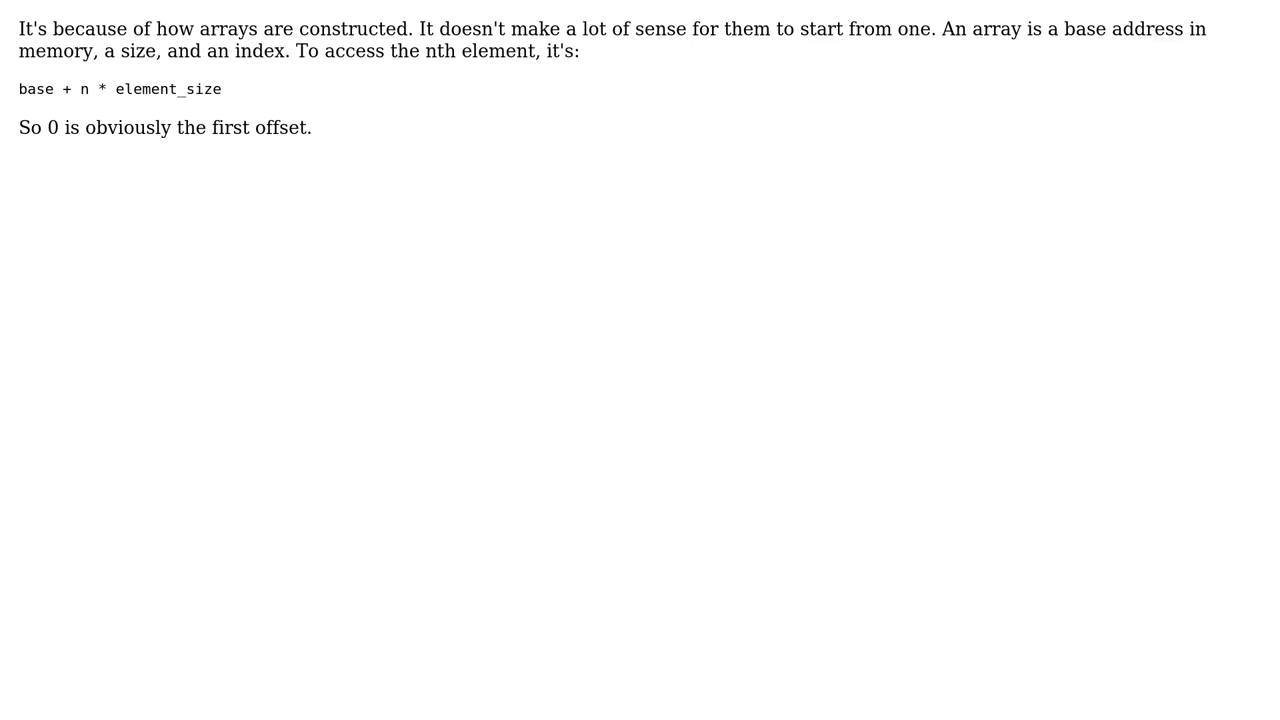 It's because of how arrays are constructed. It doesn't make a lot of sense for them to start from one. An array is a base address in
memory, a size, and an index. To access the nth element, it's:
base + n * element_size
So 0 is obviously the first offset.